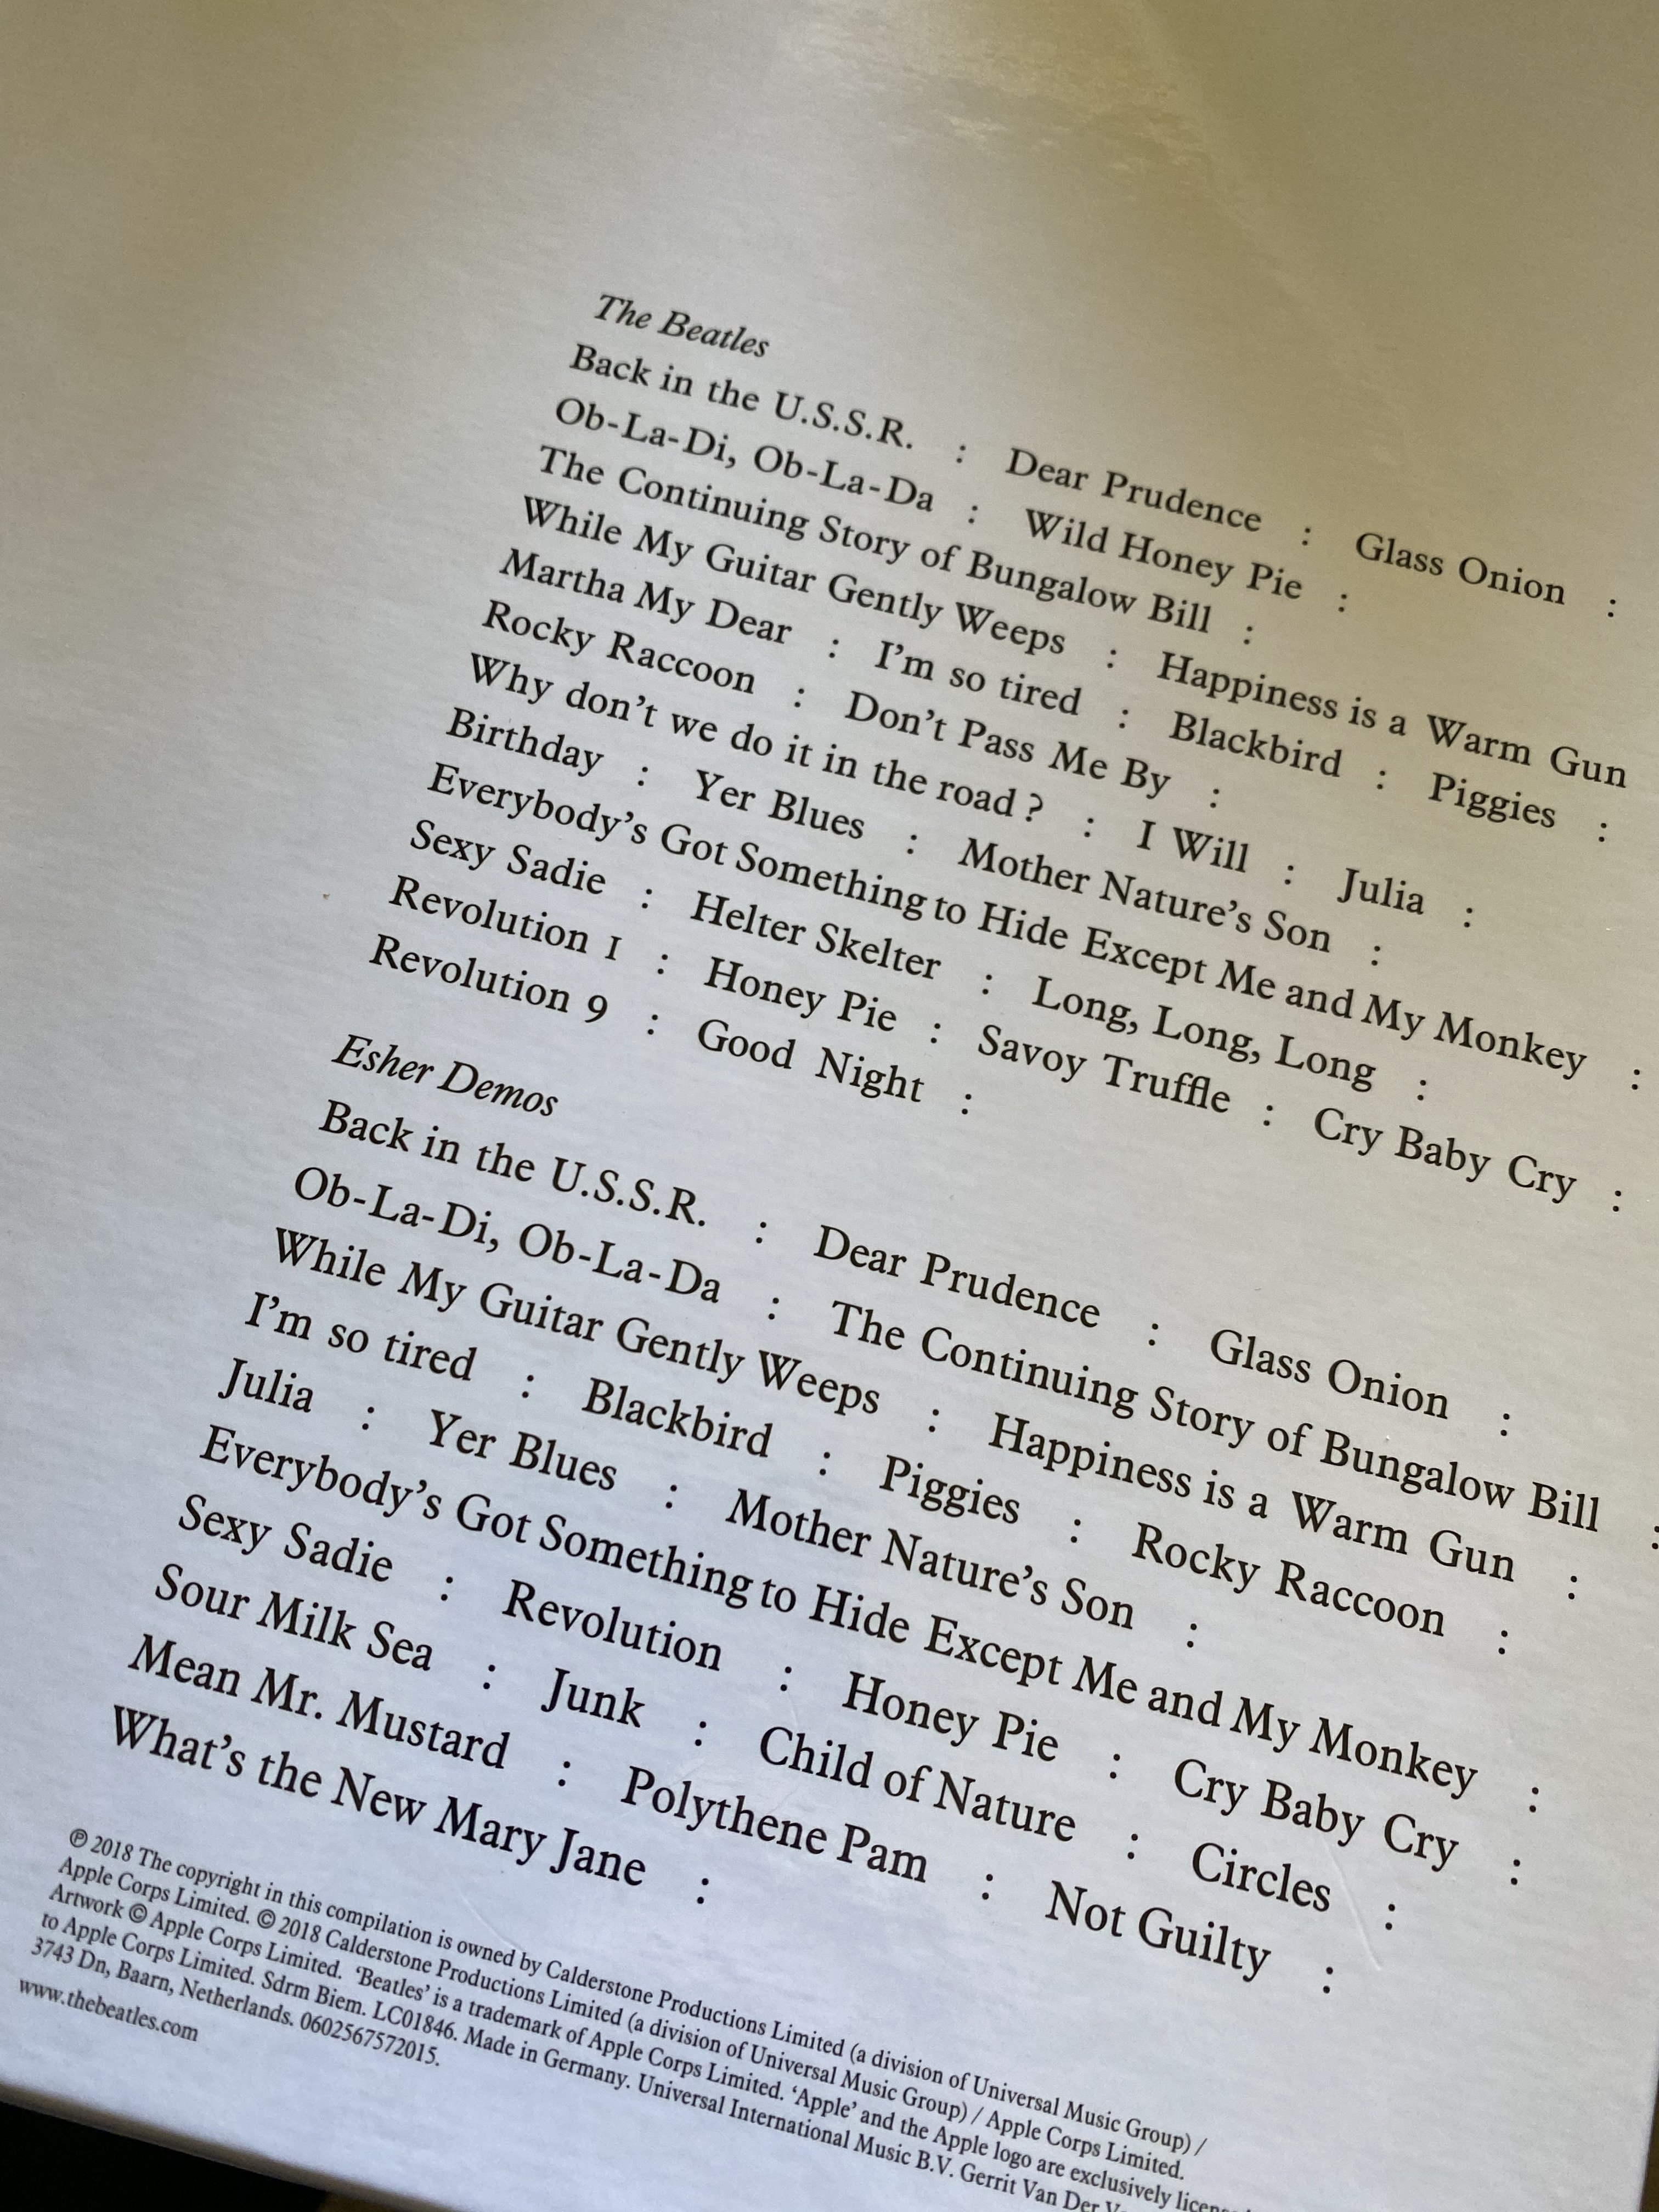 The Beatles
Back in the U.S.S.R. : Dear Prudence : Glass Onion :
Ob-La-Di, Ob-La-Da : Wild Honey Pie :
The Continuing Story of Bungalow Bill :
While My Guitar Gently Weeps : Happiness is a Warm Gun
Martha My Dear : I'm so tired : Blackbird : Piggies :
Rocky Raccoon : Don't Pass Me By :
Why don't we do it in the road ? : I Will : Julia :
Birthday : Yer Blues : Mother Nature's Son :
Everybody's Got Something to Hide Except Me and My Monkey :
Sexy Sadie : Helter Skelter : Long, Long, Long :
Revolution 1 : Honey Pie : Savoy Truffle : Cry Baby Cry :
Revolution 9 : Good Night :
Esher Demos
Back in the U.S.S.R. : Dear Prudence : Glass Onion :
Ob-La-Di, Ob-La-Da : The Continuing Story of Bungalow Bill :
While My Guitar Gently Weeps : Happiness is a Warm Gun :
I'm so tired : Blackbird : Piggies : Rocky Raccoon :
Julia : Yer Blues : Mother Nature's Son :
Everybody's Got Something to Hide Except Me and My Monkey :
Sexy Sadie : Revolution : Honey Pie : Cry Baby Cry :
Sour Milk Sea : Junk : Child of Nature : Circles :
Mean Mr. Mustard : Polythene Pam : Not Guilty :
What's the New Mary Jane :
℗ 2018 The copyright in this compilation is owned by Calderstone Productions Limited (a division of Universal Music Group) /
Apple Corps Limited. © 2018 Calderstone Productions Limited (a division of Universal Music Group) / Apple Corps Limited.
Artwork © Apple Corps Limited. 'Beatles' is a trademark of Apple Corps Limited. 'Apple' and the Apple logo are exclusively
to Apple Corps Limited. Sdrm Biem. LC01846. Made in Germany. Universal International Music B.V. Gerrit Van Der
3743 Dn, Baarn, Netherlands. 0602567572015.
www.thebeatles.com